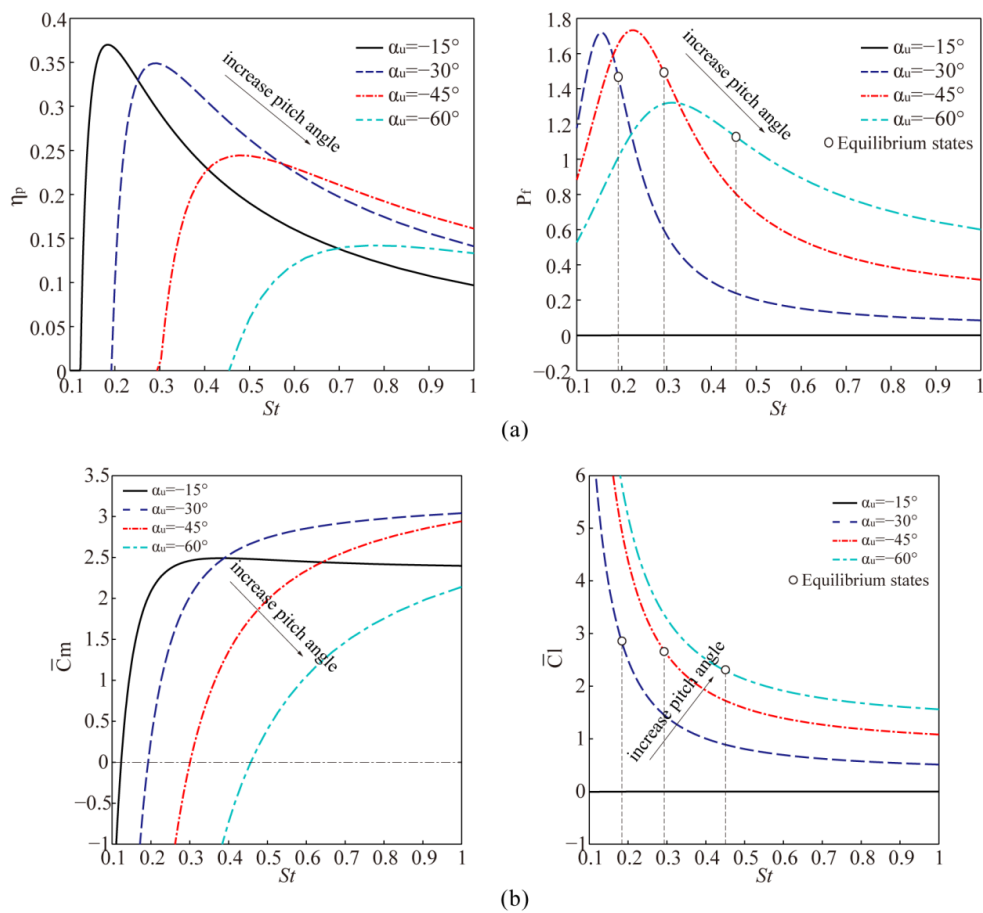 0.4
0.35
0.3
0.25
0.2
0.15
0.1
0.05
0
ηp
0.1 0.2 0.3 0.4 0.5 0.6 0.7 0.8 0.9 1
St
increase pitch angle
αu=−15°
αu=−30°
αu=−45°
αu=−60°
1.8
1.6
1.4
1.2
1
0.8
0.6
0.4
0.2
0
−0.2
Pf
0.1 0.2 0.3 0.4 0.5 0.6 0.7 0.8 0.9 1
St
increase pitch angle
αu=−15°
αu=−30°
αu=−45°
αu=−60°
Equilibrium states
(a)
3.5
3
2.5
2
1.5
1
0.5
0
−0.5
−1
C̅m
0.1 0.2 0.3 0.4 0.5 0.6 0.7 0.8 0.9 1
St
αu=−15°
αu=−30°
αu=−45°
αu=−60°
increase pitch angle
6
5
4
3
2
1
0
−1
C̅l
0.1 0.2 0.3 0.4 0.5 0.6 0.7 0.8 0.9 1
St
αu=−15°
αu=−30°
αu=−45°
αu=−60°
Equilibrium states
increase pitch angle
(b)